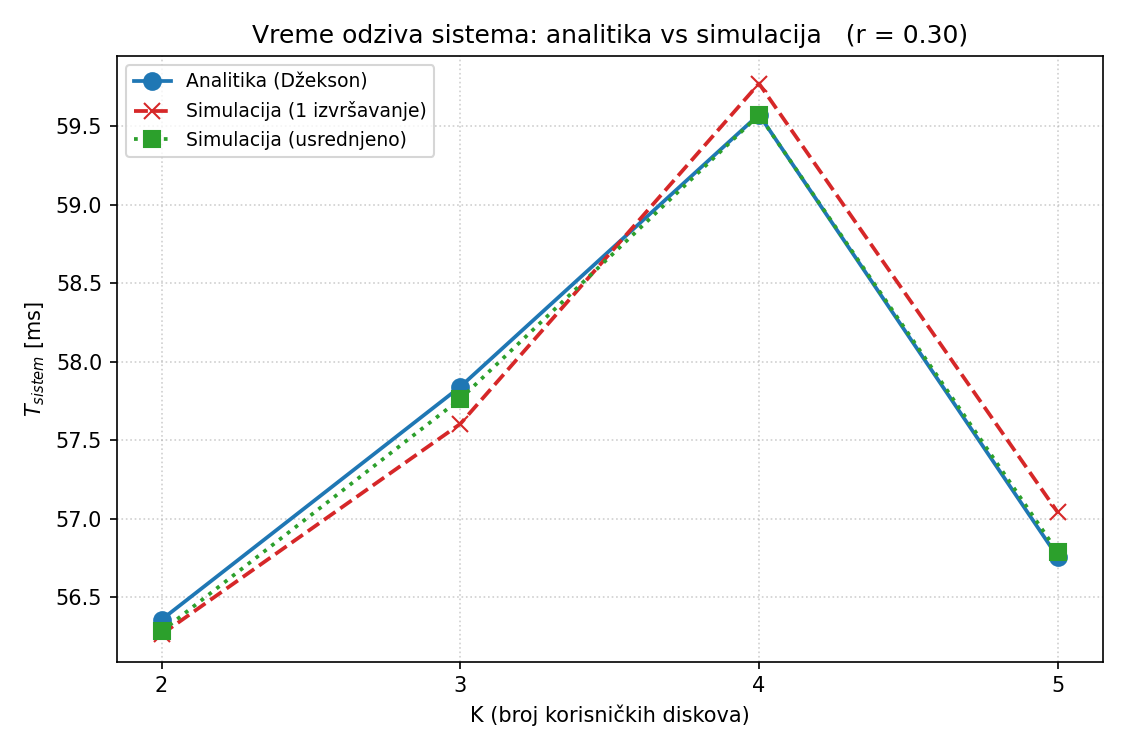 Vreme odziva sistema: analitika vs simulacija (r = 0.30)
Analitika (Džekson)
Simulacija (1 izvršavanje)
Simulacija (usrednjeno)
59.5
59.0
58.5
58.0
57.5
57.0
56.5
T_sistem [ms]
2 3 4 5
K (broj korisničkih diskova)